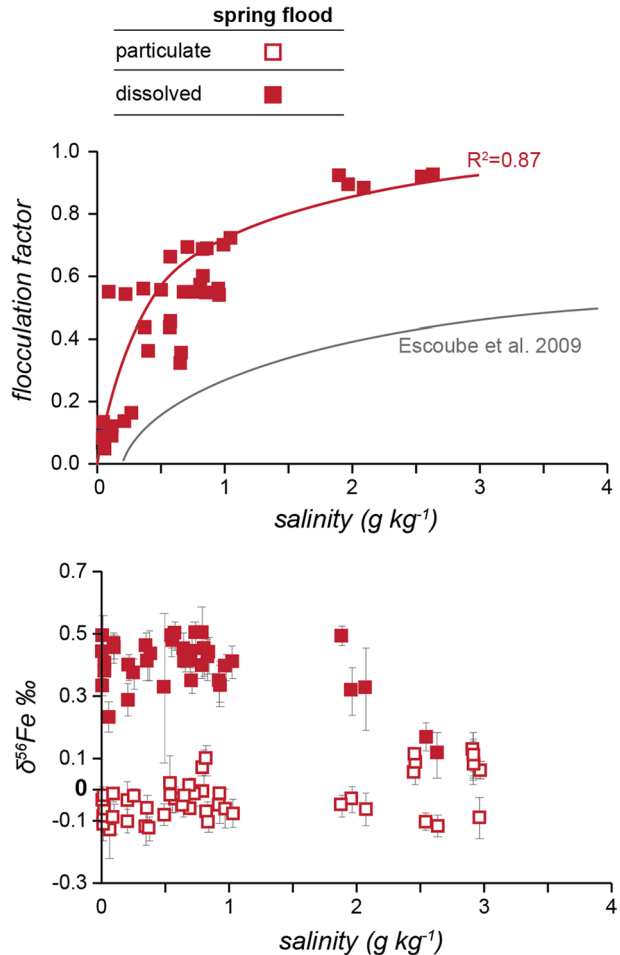 spring flood
particulate
dissolved
1.0
0.8
0.6
0.4
0.2
0.0
flocculation factor
R²=0.87
Escoube et al. 2009
0
1
2
3
4
salinity (g kg⁻¹)
0.7
0.5
0.3
0.1
0
-0.1
-0.3
δ⁵⁶Fe ‰
0
1
2
3
4
salinity (g kg⁻¹)